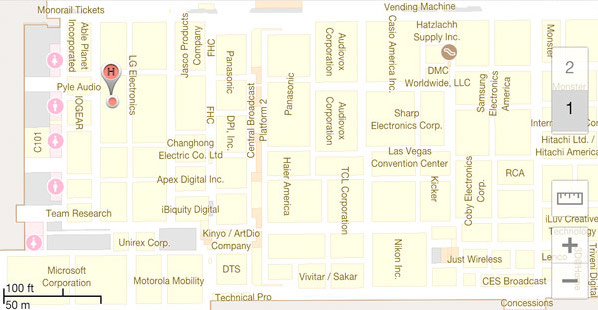 Monorail Tickets
Vending Machine
Able Planet
Incorporated
LG Electronics
Jasco Products
Company
FHC
Panasonic
Audiovox
Corporation
Casio America Inc.
Hatzlachh
Supply Inc.
Monster
2
H
Pyle Audio
IOGEAR
FHC
DPI, Inc.
Central Broadcast
Platform 2
Panasonic
Audiovox
Corporation
DMC
Worldwide, LLC
Samsung
Electronics
America
Monster
1
C101
Changhong
Electric Co. Ltd
Sharp
Electronics Corp.
Hitachi Ltd. /
Hitachi America
Las Vegas
Convention Center
Apex Digital Inc.
Haier America
TCL Corporation
Kicker
Coby Electronics
Corp.
RCA
Team Research
iBiquity Digital
iLuv Creative
Technology
Unirex Corp.
Kinyo / ArtDio
Company
Nikon Inc.
Just Wireless
Triveni Digital
Microsoft
Corporation
Motorola Mobility
DTS
Vivitar / Sakar
CES Broadcast
100 ft
50 m
Technical Pro
Concessions